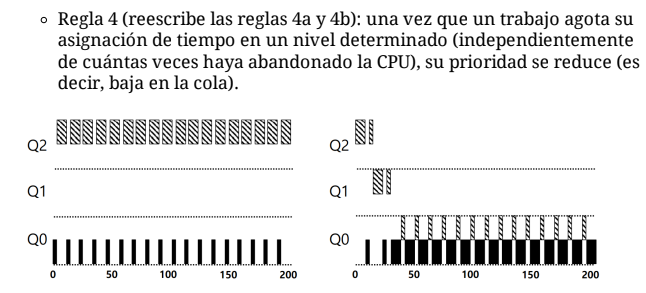 Regla 4 (reescribe las reglas 4a y 4b): una vez que un trabajo agota su
asignación de tiempo en un nivel determinado (independientemente
de cuántas veces haya abandonado la CPU), su prioridad se reduce (es
decir, baja en la cola).
Q2
Q1
Q0
0 50 100 150 200
Q2
Q1
Q0
0 50 100 150 200